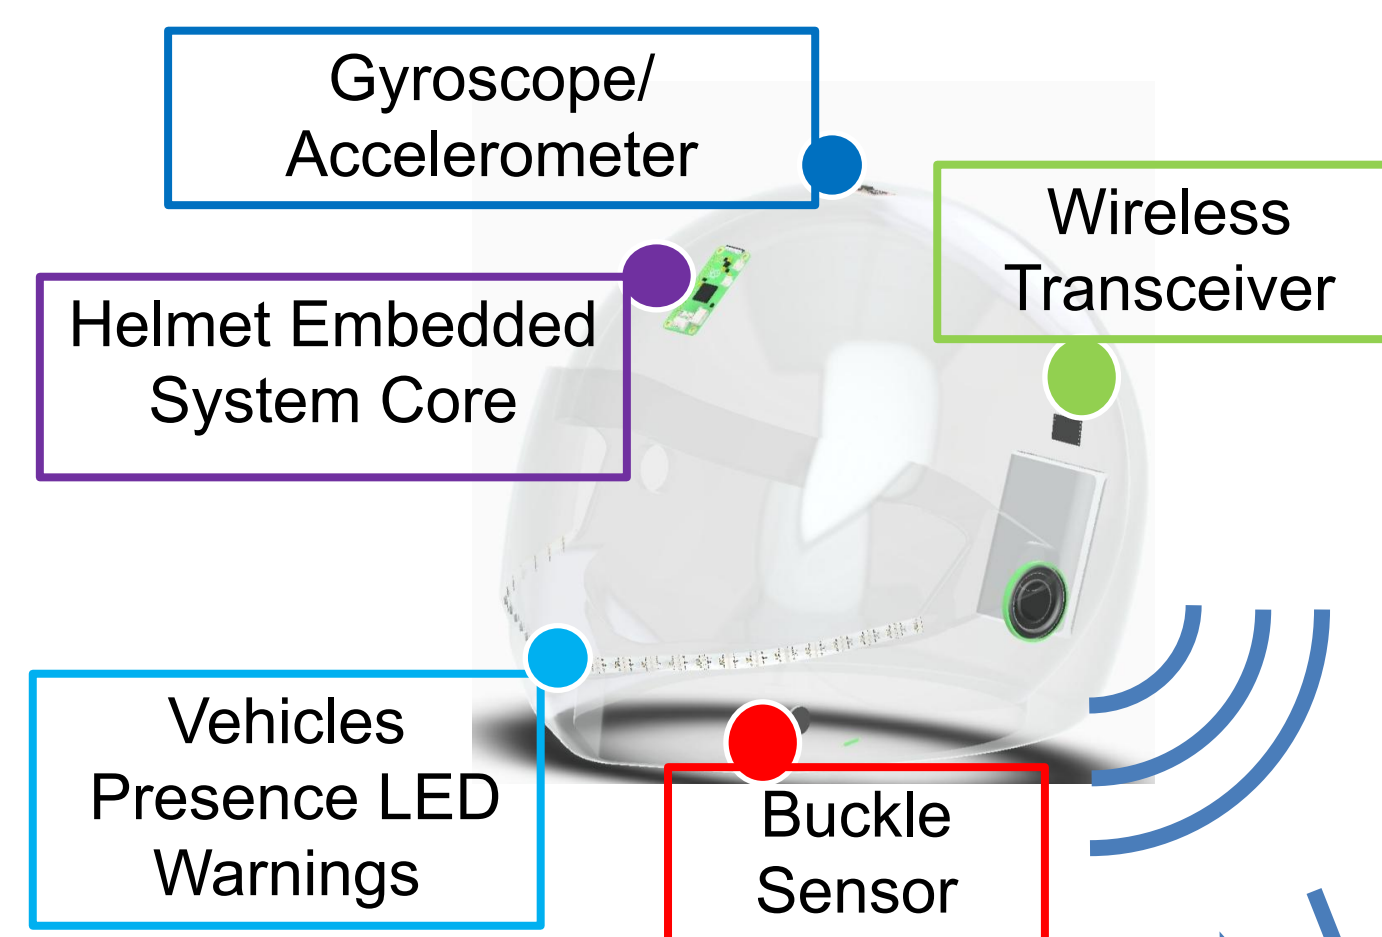 Gyroscope/
Accelerometer
Wireless
Transceiver
Helmet Embedded
System Core
Vehicles
Presence LED
Warnings
Buckle
Sensor